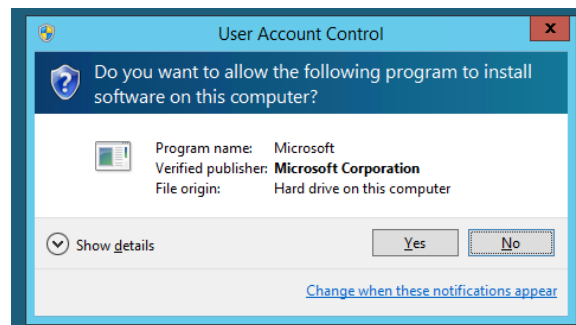 User Account Control
x
Do you want to allow the following program to install
software on this computer?
Program name: Microsoft
Verified publisher: Microsoft Corporation
File origin: Hard drive on this computer
Show details
Yes
No
Change when these notifications appear